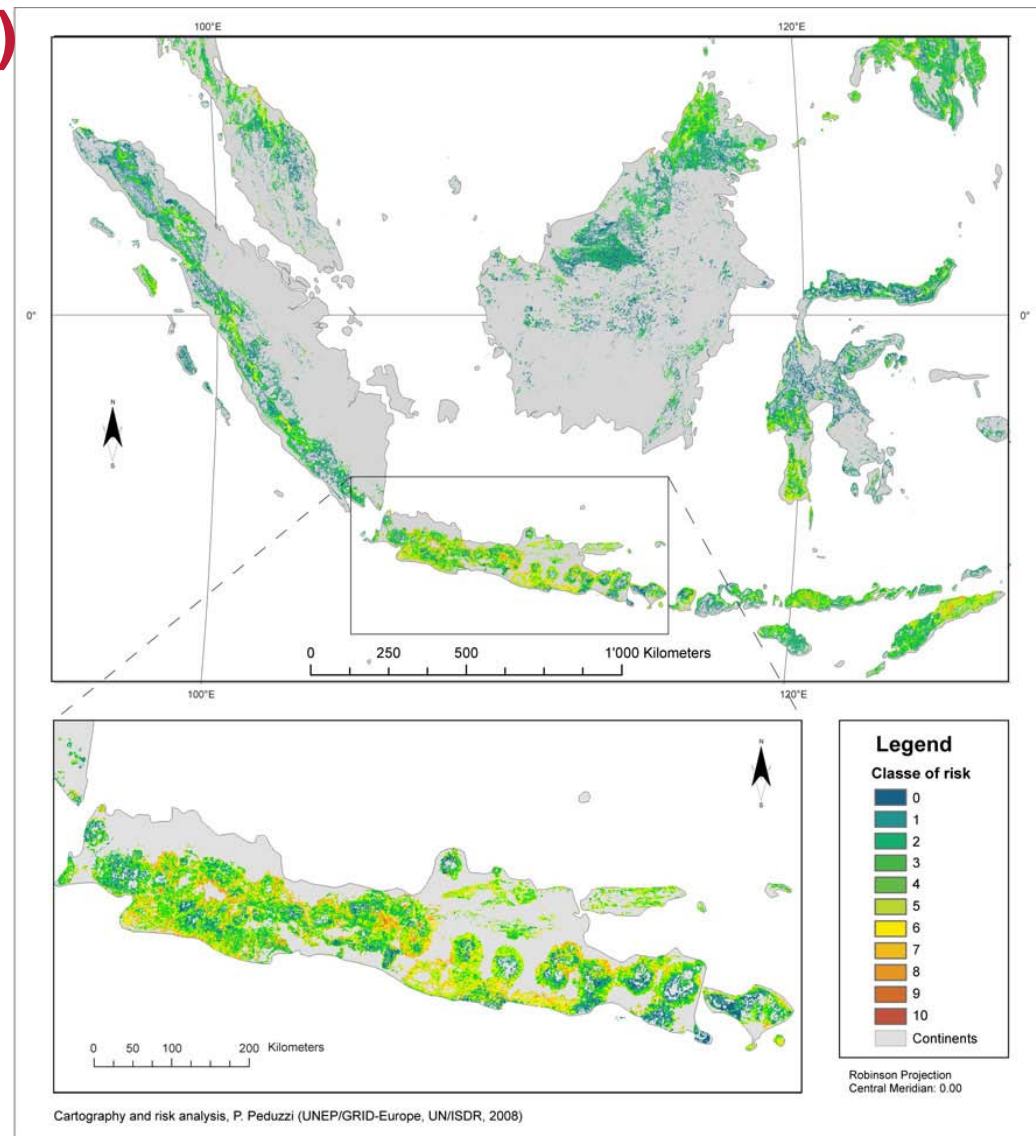 )
100°E 120°E
0° 0°
N
S
0 250 500 1'000 Kilometers
100°E 120°E
N
S
0 50 100 200 Kilometers
Legend
Classe of risk
0
1
2
3
4
5
6
7
8
9
10
Continents
Robinson Projection
Central Meridian: 0.00
Cartography and risk analysis, P. Peduzzi (UNEP/GRID-Europe, UN/ISDR, 2008)